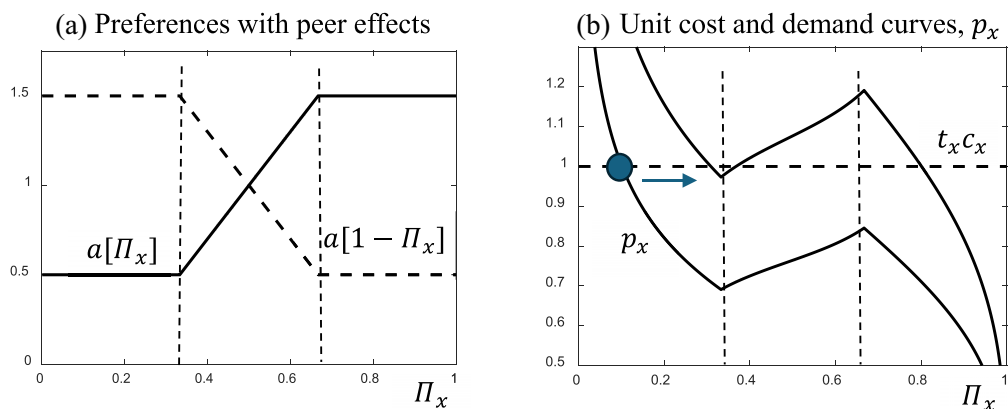 (a) Preferences with peer effects
1.5
1
0.5
0
a[Π_x]
a[1 − Π_x]
0 0.2 0.4 0.6 0.8 1
Π_x
(b) Unit cost and demand curves, p_x
1.2
1.1
1
0.9
0.8
0.7
0.6
0.5
t_x c_x
p_x
0 0.2 0.4 0.6 0.8 1
Π_x